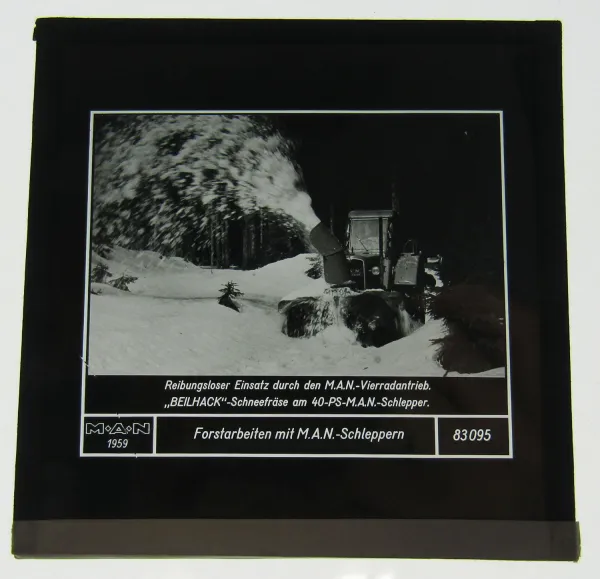 Reibungsloser Einsatz durch den M.A.N.-Vierradantrieb.
„BEILHACK"-Schneefräse am 40-PS-M.A.N.-Schlepper.
M·A·N
1959
Forstarbeiten mit M.A.N.-Schleppern
83095